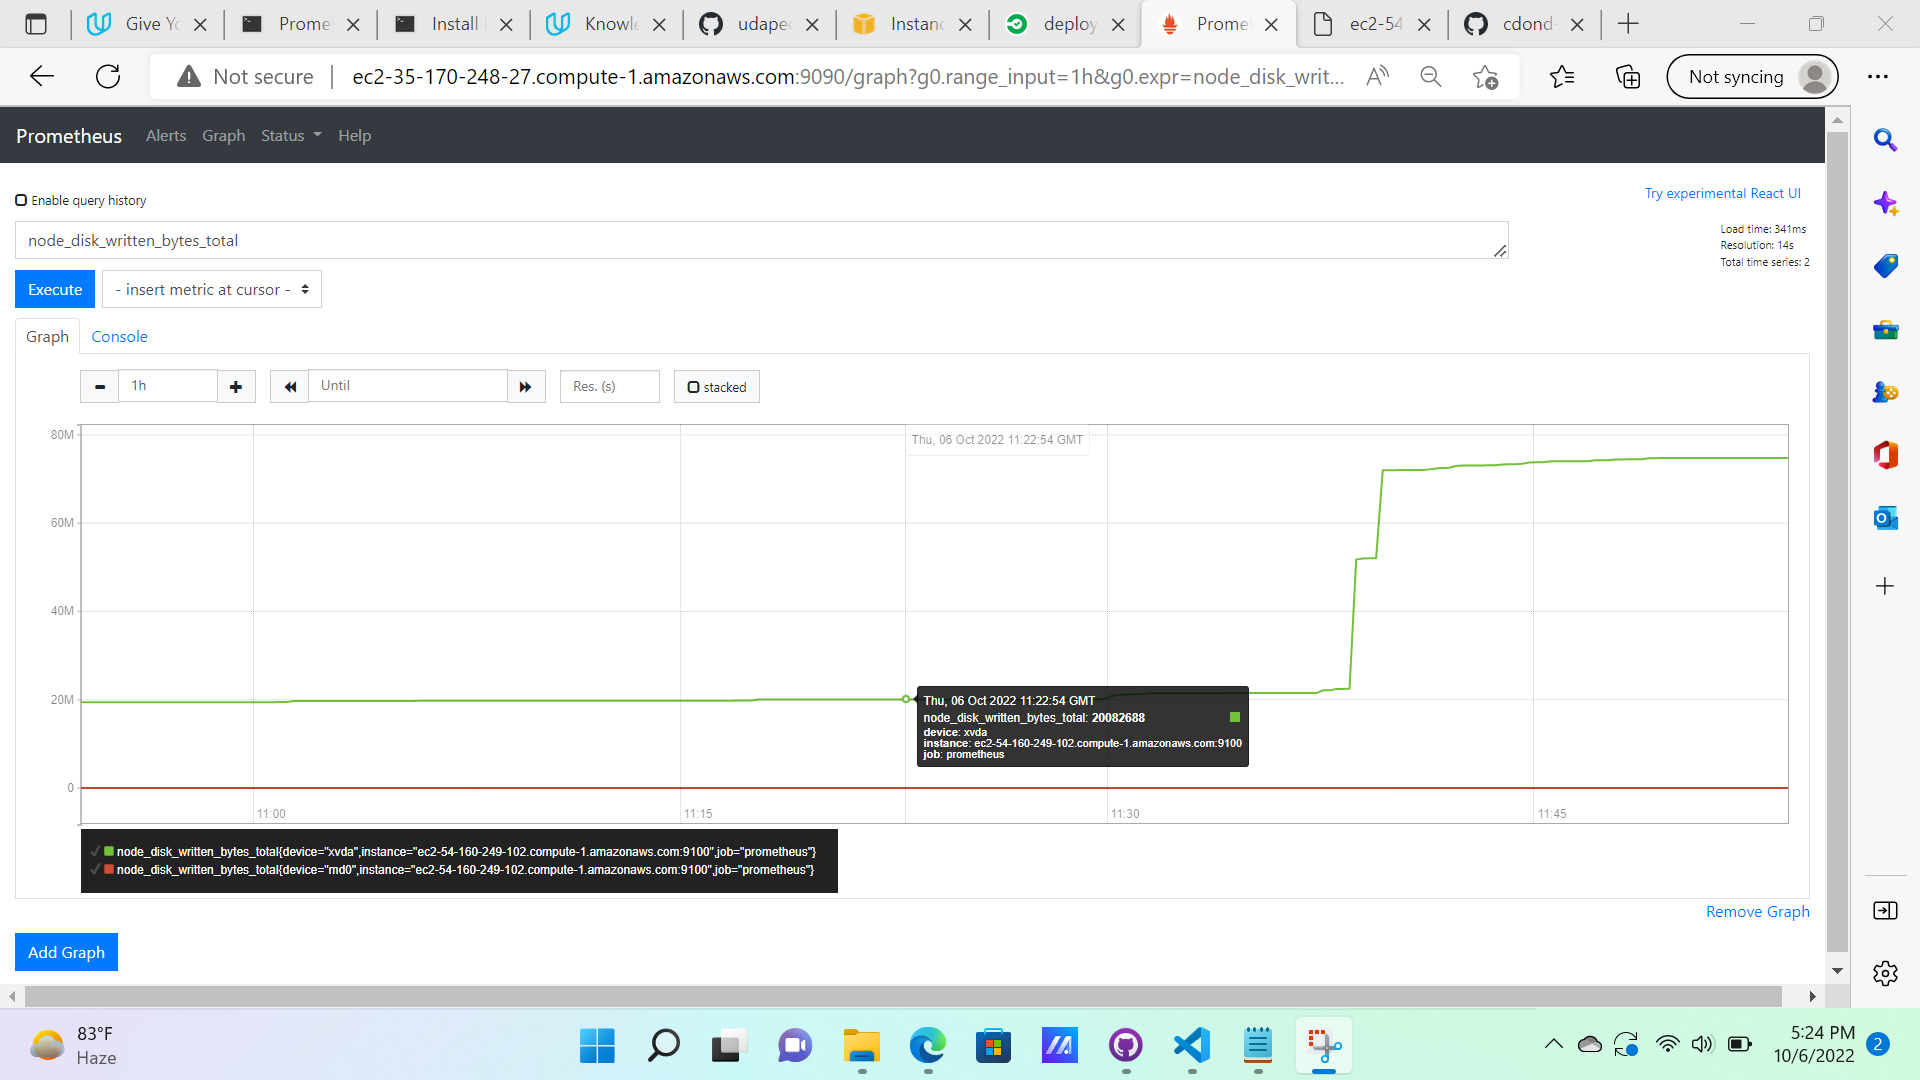 Give Yo
Prome
Install
Knowle
udaped
Instanc
deploy
Prome
ec2-54
cdond
Not secure
ec2-35-170-248-27.compute-1.amazonaws.com:9090/graph?g0.range_input=1h&g0.expr=node_disk_writ...
Not syncing
Prometheus
Alerts
Graph
Status
Help
Enable query history
Try experimental React UI
node_disk_written_bytes_total
Load time: 341ms
Resolution: 14s
Total time series: 2
Execute
- insert metric at cursor -
Graph
Console
1h
Until
Res. (s)
stacked
80M
Thu, 06 Oct 2022 11:22:54 GMT
60M
40M
20M
Thu, 06 Oct 2022 11:22:54 GMT
node_disk_written_bytes_total: 20082688
device: xvda
instance: ec2-54-160-249-102.compute-1.amazonaws.com:9100
job: prometheus
0
11:00
11:15
11:30
11:45
node_disk_written_bytes_total{device="xvda",instance="ec2-54-160-249-102.compute-1.amazonaws.com:9100",job="prometheus"}
node_disk_written_bytes_total{device="md0",instance="ec2-54-160-249-102.compute-1.amazonaws.com:9100",job="prometheus"}
Remove Graph
Add Graph
83°F
Haze
5:24 PM
10/6/2022
2